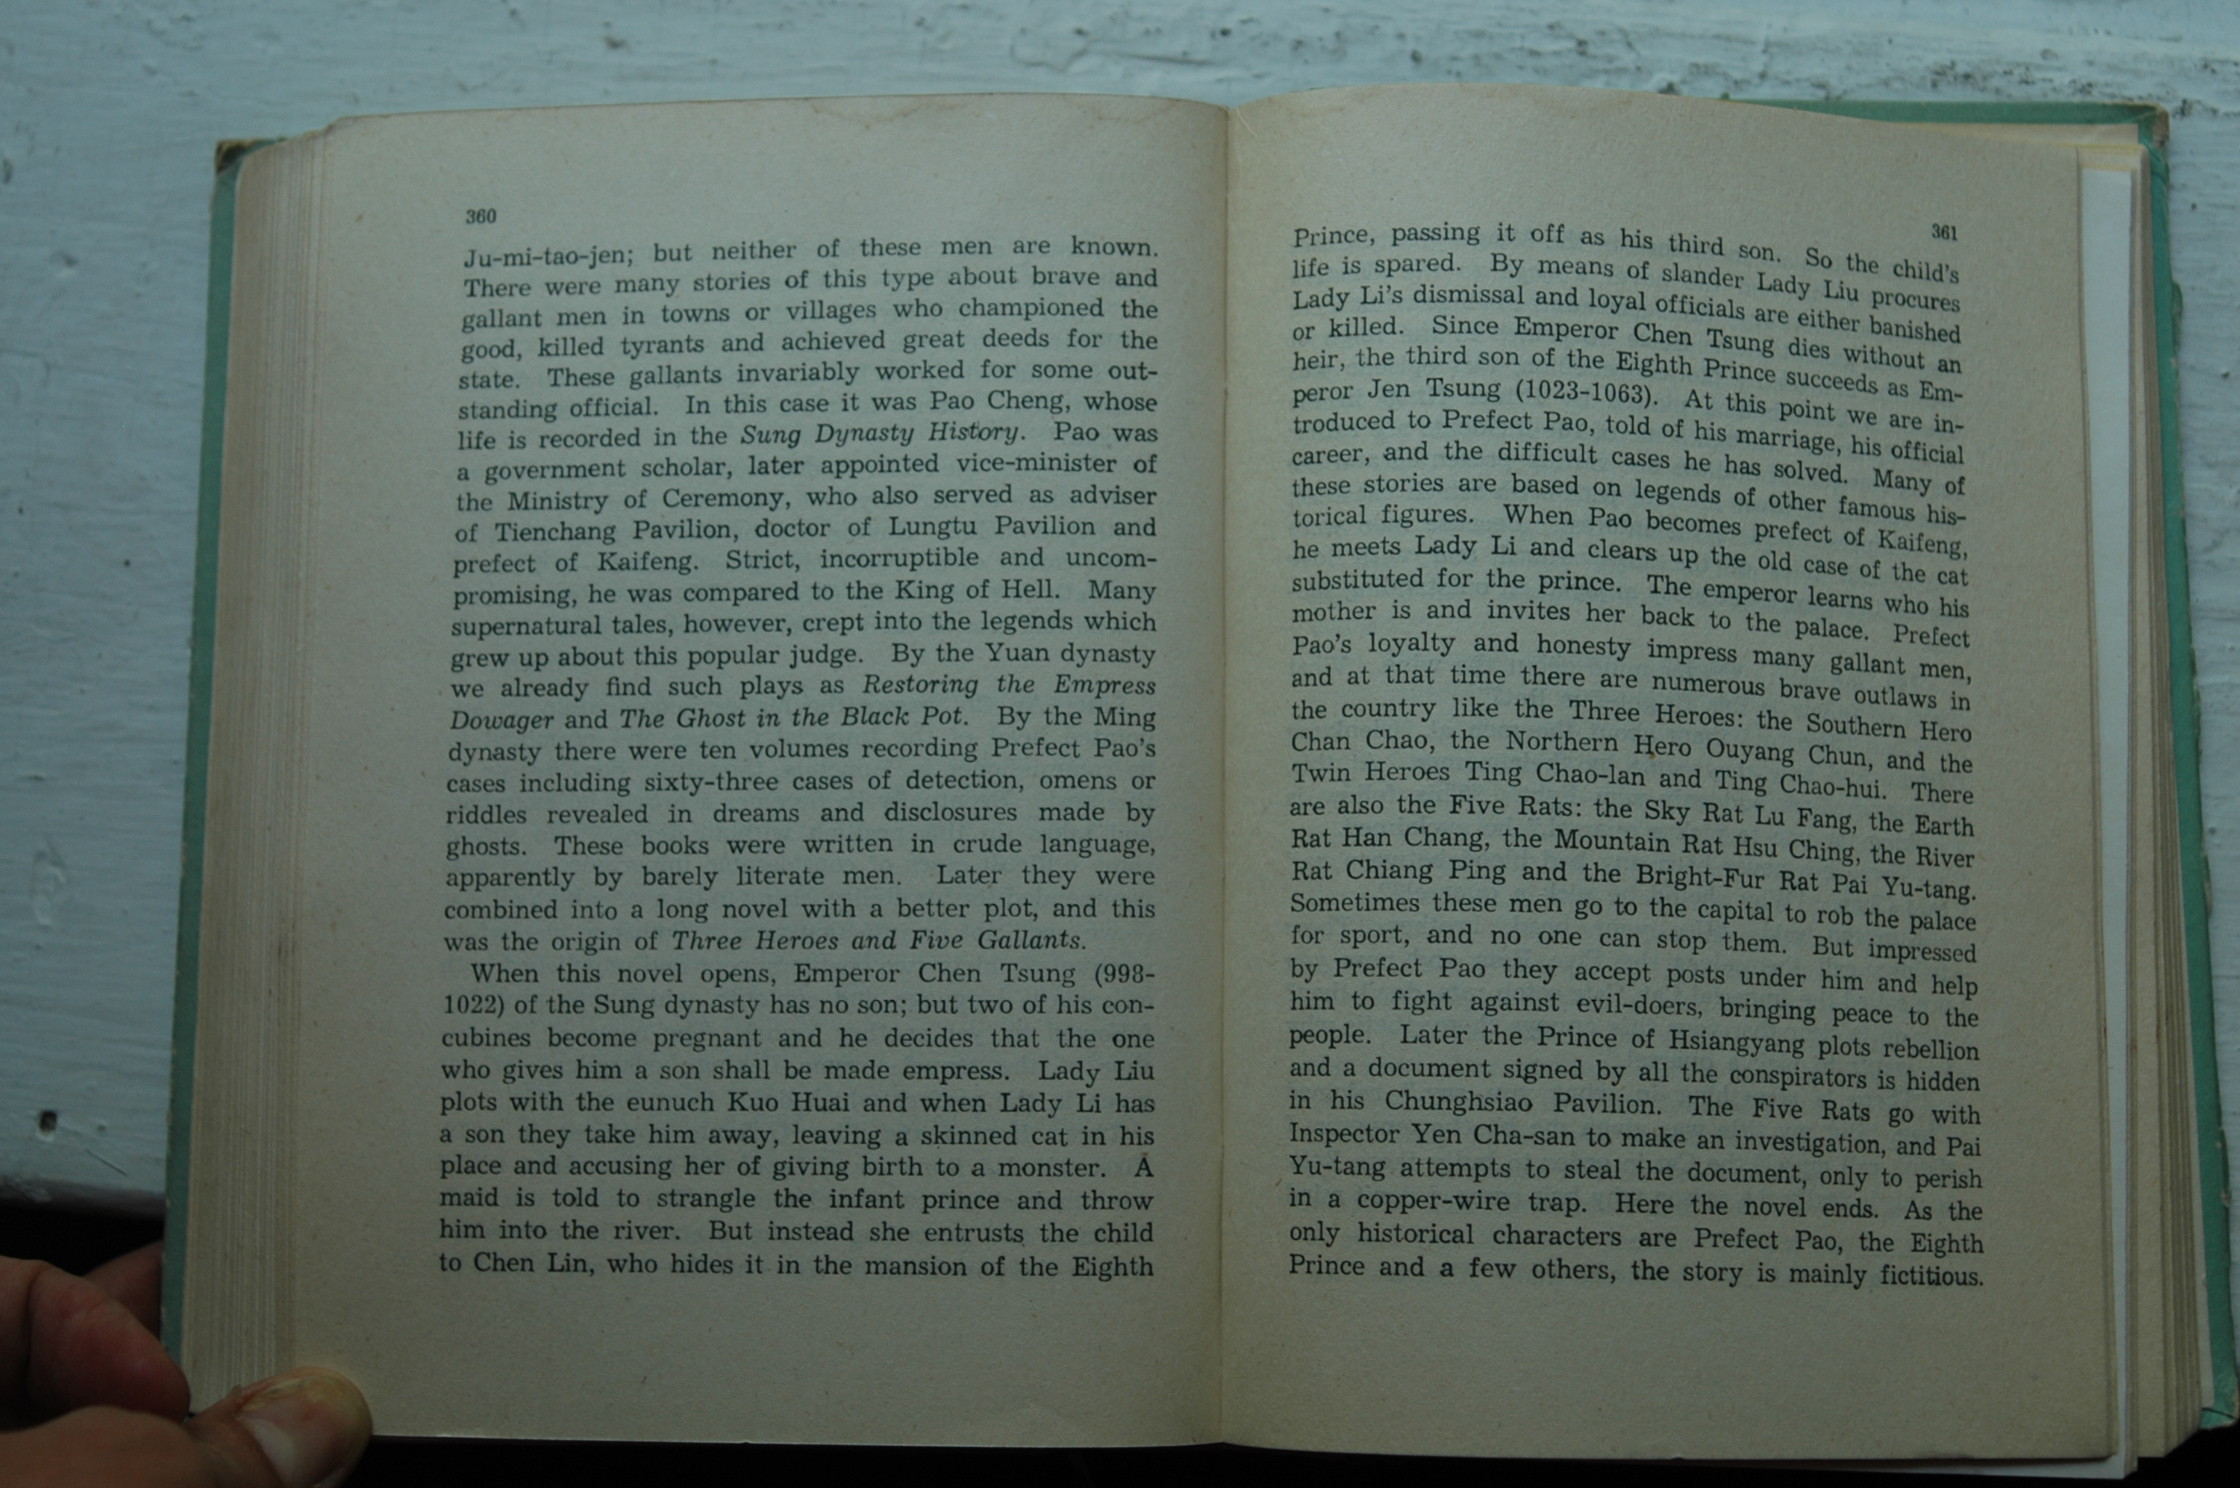 360
Ju-mi-tao-jen; but neither of these men are known.
There were many stories of this type about brave and
gallant men in towns or villages who championed the
good, killed tyrants and achieved great deeds for the
state. These gallants invariably worked for some out-
standing official. In this case it was Pao Cheng, whose
life is recorded in the Sung Dynasty History. Pao was
a government scholar, later appointed vice-minister of
the Ministry of Ceremony, who also served as adviser
of Tienchang Pavilion, doctor of Lungtu Pavilion and
prefect of Kaifeng. Strict, incorruptible and uncom-
promising, he was compared to the King of Hell. Many
supernatural tales, however, crept into the legends which
grew up about this popular judge. By the Yuan dynasty
we already find such plays as Restoring the Empress
Dowager and The Ghost in the Black Pot. By the Ming
dynasty there were ten volumes recording Prefect Pao's
cases including sixty-three cases of detection, omens or
riddles revealed in dreams and disclosures made by
ghosts. These books were written in crude language,
apparently by barely literate men. Later they were
combined into a long novel with a better plot, and this
was the origin of Three Heroes and Five Gallants.
When this novel opens, Emperor Chen Tsung (998-
1022) of the Sung dynasty has no son; but two of his con-
cubines become pregnant and he decides that the one
who gives him a son shall be made empress. Lady Liu
plots with the eunuch Kuo Huai and when Lady Li has
a son they take him away, leaving a skinned cat in his
place and accusing her of giving birth to a monster. A
maid is told to strangle the infant prince and throw
him into the river. But instead she entrusts the child
to Chen Lin, who hides it in the mansion of the Eighth
361
Prince, passing it off as his third son. So the child's
life is spared. By means of slander Lady Liu procures
Lady Li's dismissal and loyal officials are either banished
or killed. Since Emperor Chen Tsung dies without an
heir, the third son of the Eighth Prince succeeds as Em-
peror Jen Tsung (1023-1063). At this point we are in-
troduced to Prefect Pao, told of his marriage, his official
career, and the difficult cases he has solved. Many of
these stories are based on legends of other famous his-
torical figures. When Pao becomes prefect of Kaifeng,
he meets Lady Li and clears up the old case of the cat
substituted for the prince. The emperor learns who his
mother is and invites her back to the palace. Prefect
Pao's loyalty and honesty impress many gallant men,
and at that time there are numerous brave outlaws in
the country like the Three Heroes: the Southern Hero
Chan Chao, the Northern Hero Ouyang Chun, and the
Twin Heroes Ting Chao-lan and Ting Chao-hui. There
are also the Five Rats: the Sky Rat Lu Fang, the Earth
Rat Han Chang, the Mountain Rat Hsu Ching, the River
Rat Chiang Ping and the Bright-Fur Rat Pai Yu-tang.
Sometimes these men go to the capital to rob the palace
for sport, and no one can stop them. But impressed
by Prefect Pao they accept posts under him and help
him to fight against evil-doers, bringing peace to the
people. Later the Prince of Hsiangyang plots rebellion
and a document signed by all the conspirators is hidden
in his Chunghsiao Pavilion. The Five Rats go with
Inspector Yen Cha-san to make an investigation, and Pai
Yu-tang attempts to steal the document, only to perish
in a copper-wire trap. Here the novel ends. As the
only historical characters are Prefect Pao, the Eighth
Prince and a few others, the story is mainly fictitious.